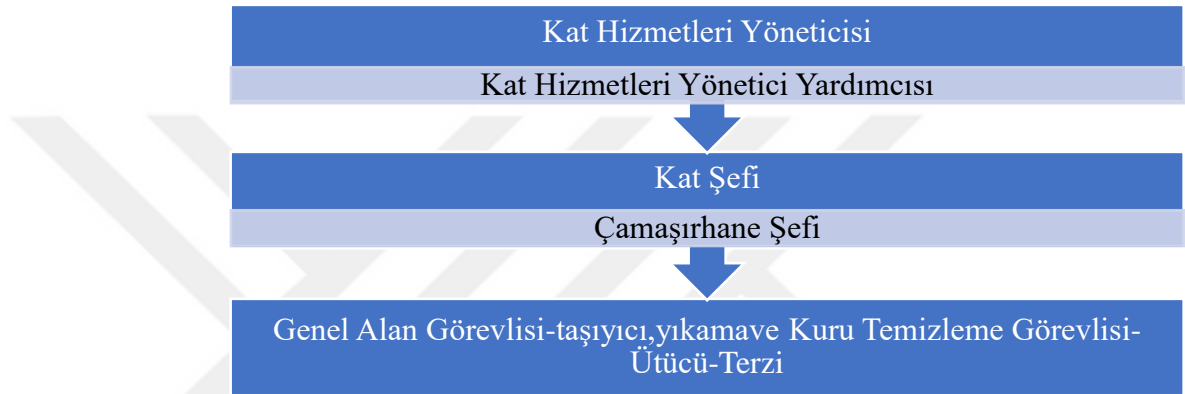 Kat Hizmetleri Yöneticisi
Kat Hizmetleri Yönetici Yardımcısı
Kat Şefi
Çamaşırhane Şefi
Genel Alan Görevlisi-taşıyıcı,yıkamave Kuru Temizleme Görevlisi-
Ütücü-Terzi